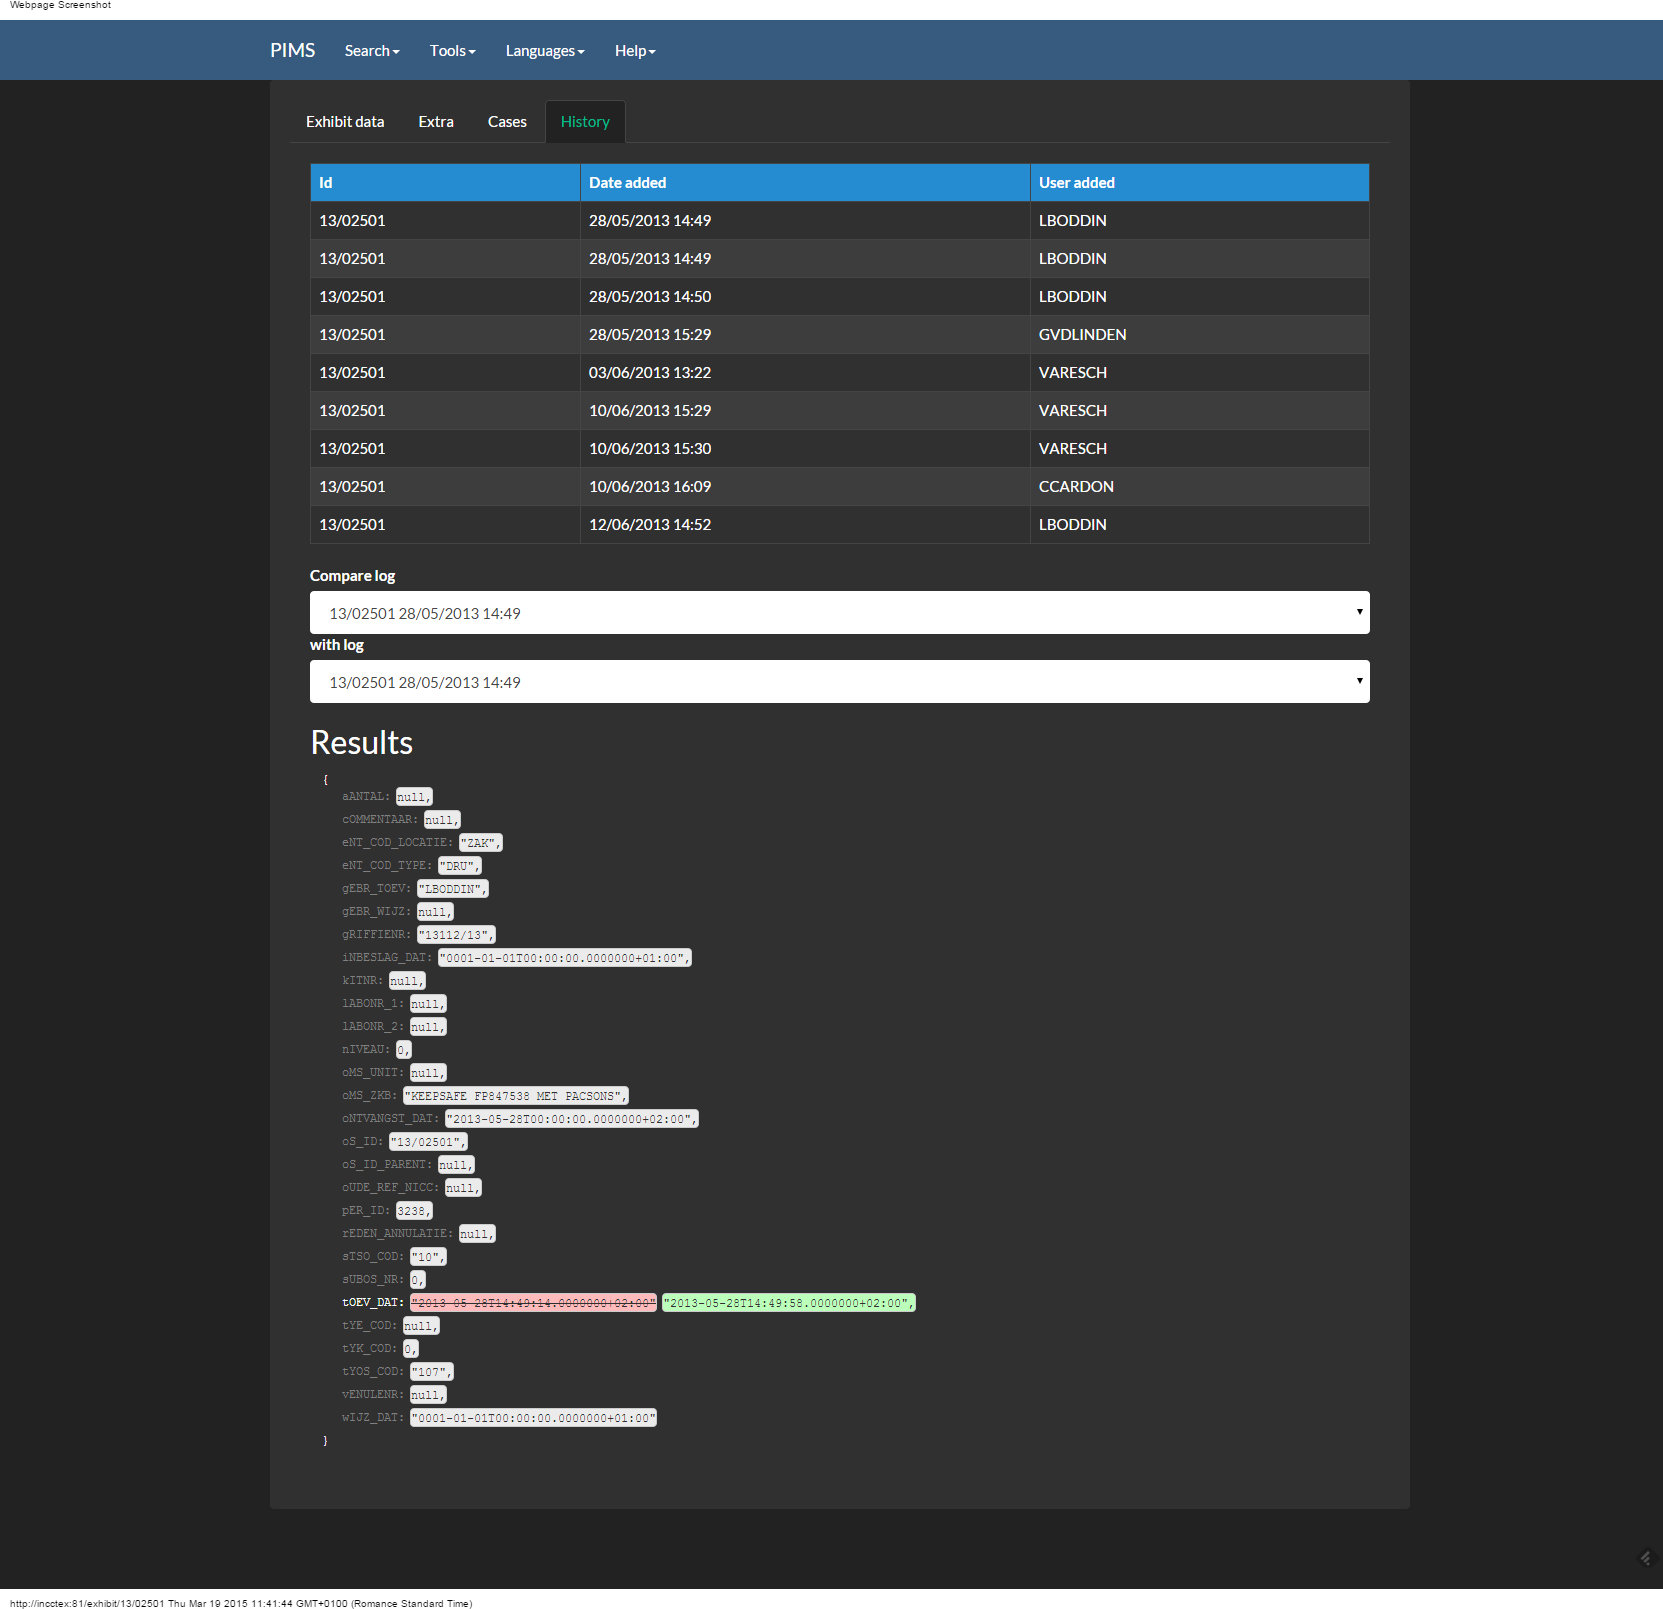 Webpage Screenshot
PIMS Search Tools Languages Help
Exhibit data Extra Cases History
Id Date added User added
13/02501 28/05/2013 14:49 LBODDIN
13/02501 28/05/2013 14:49 LBODDIN
13/02501 28/05/2013 14:50 LBODDIN
13/02501 28/05/2013 15:29 GVDLINDEN
13/02501 03/06/2013 13:22 VARESCH
13/02501 10/06/2013 15:29 VARESCH
13/02501 10/06/2013 15:30 VARESCH
13/02501 10/06/2013 16:09 CCARDON
13/02501 12/06/2013 14:52 LBODDIN
Compare log
13/02501 28/05/2013 14:49
with log
13/02501 28/05/2013 14:49
Results
{
aANTAL: null,
cOMMENTAAR: null,
eNT_COD_LOCATIE: "ZAK",
eNT_COD_TYPE: "DRU",
gEBR_TOEV: "LBODDIN",
gEBR_WIJZ: null,
gRIFFIENR: "13112/13",
iNBESLAG_DAT: "0001-01-01T00:00:00.0000000+01:00",
kITNR: null,
lABONR_1: null,
lABONR_2: null,
nIVEAU: 0,
oMS_UNIT: null,
oMS_ZKB: "KEEPSAFE FP847538 MET PACSONS",
oNTVANGST_DAT: "2013-05-28T00:00:00.0000000+02:00",
oS_ID: "13/02501",
oS_ID_PARENT: null,
oUDE_REF_NICC: null,
pER_ID: 3238,
rEDEN_ANNULATIE: null,
sTSO_COD: "10",
sUBOS_NR: 0,
tOEV_DAT: "2013-05-28T14:49:14.0000000+02:00" "2013-05-28T14:49:58.0000000+02:00",
tYE_COD: null,
tYK_COD: 0,
tYOS_COD: "107",
vENULENR: null,
wIJZ_DAT: "0001-01-01T00:00:00.0000000+01:00"
}
http://incctex:81/exhibit/13/02501 Thu Mar 19 2015 11:41:44 GMT+0100 (Romance Standard Time)